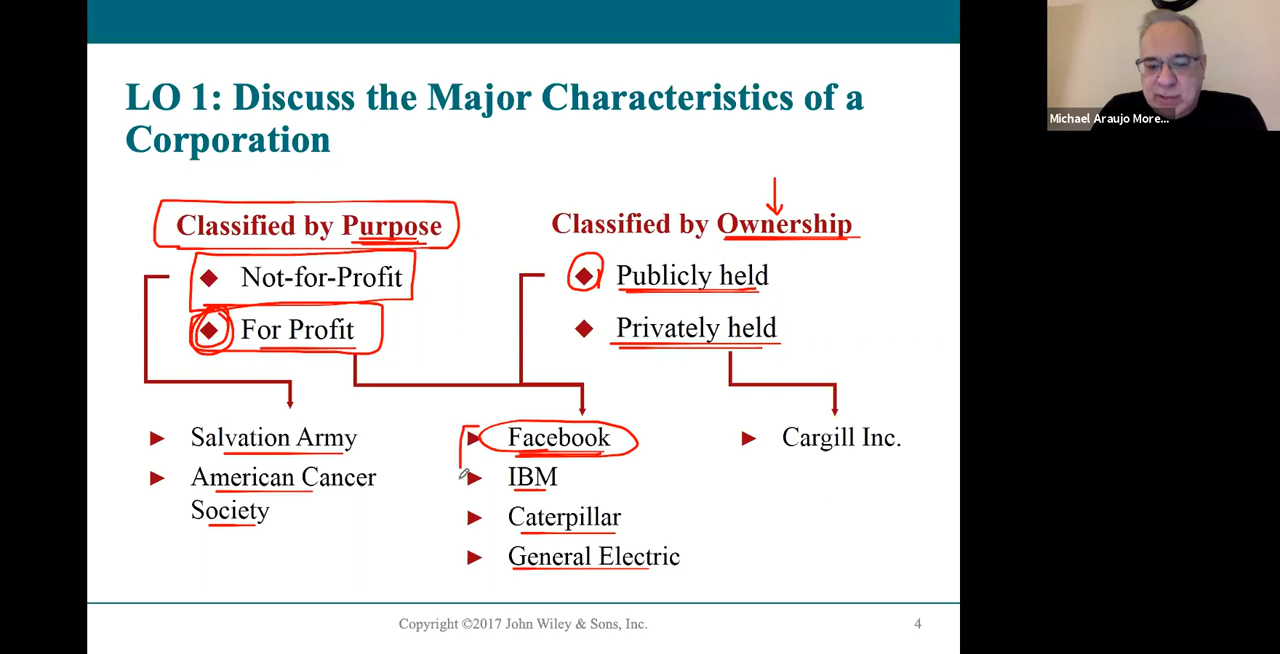 LO 1: Discuss the Major Characteristics of a
Corporation
Classified by Purpose
Not-for-Profit
For Profit
Classified by Ownership
Publicly held
Privately held
Salvation Army
American Cancer
Society
Facebook
IBM
Caterpillar
General Electric
Cargill Inc.
Copyright ©2017 John Wiley & Sons, Inc.
4
Michael Araujo More...